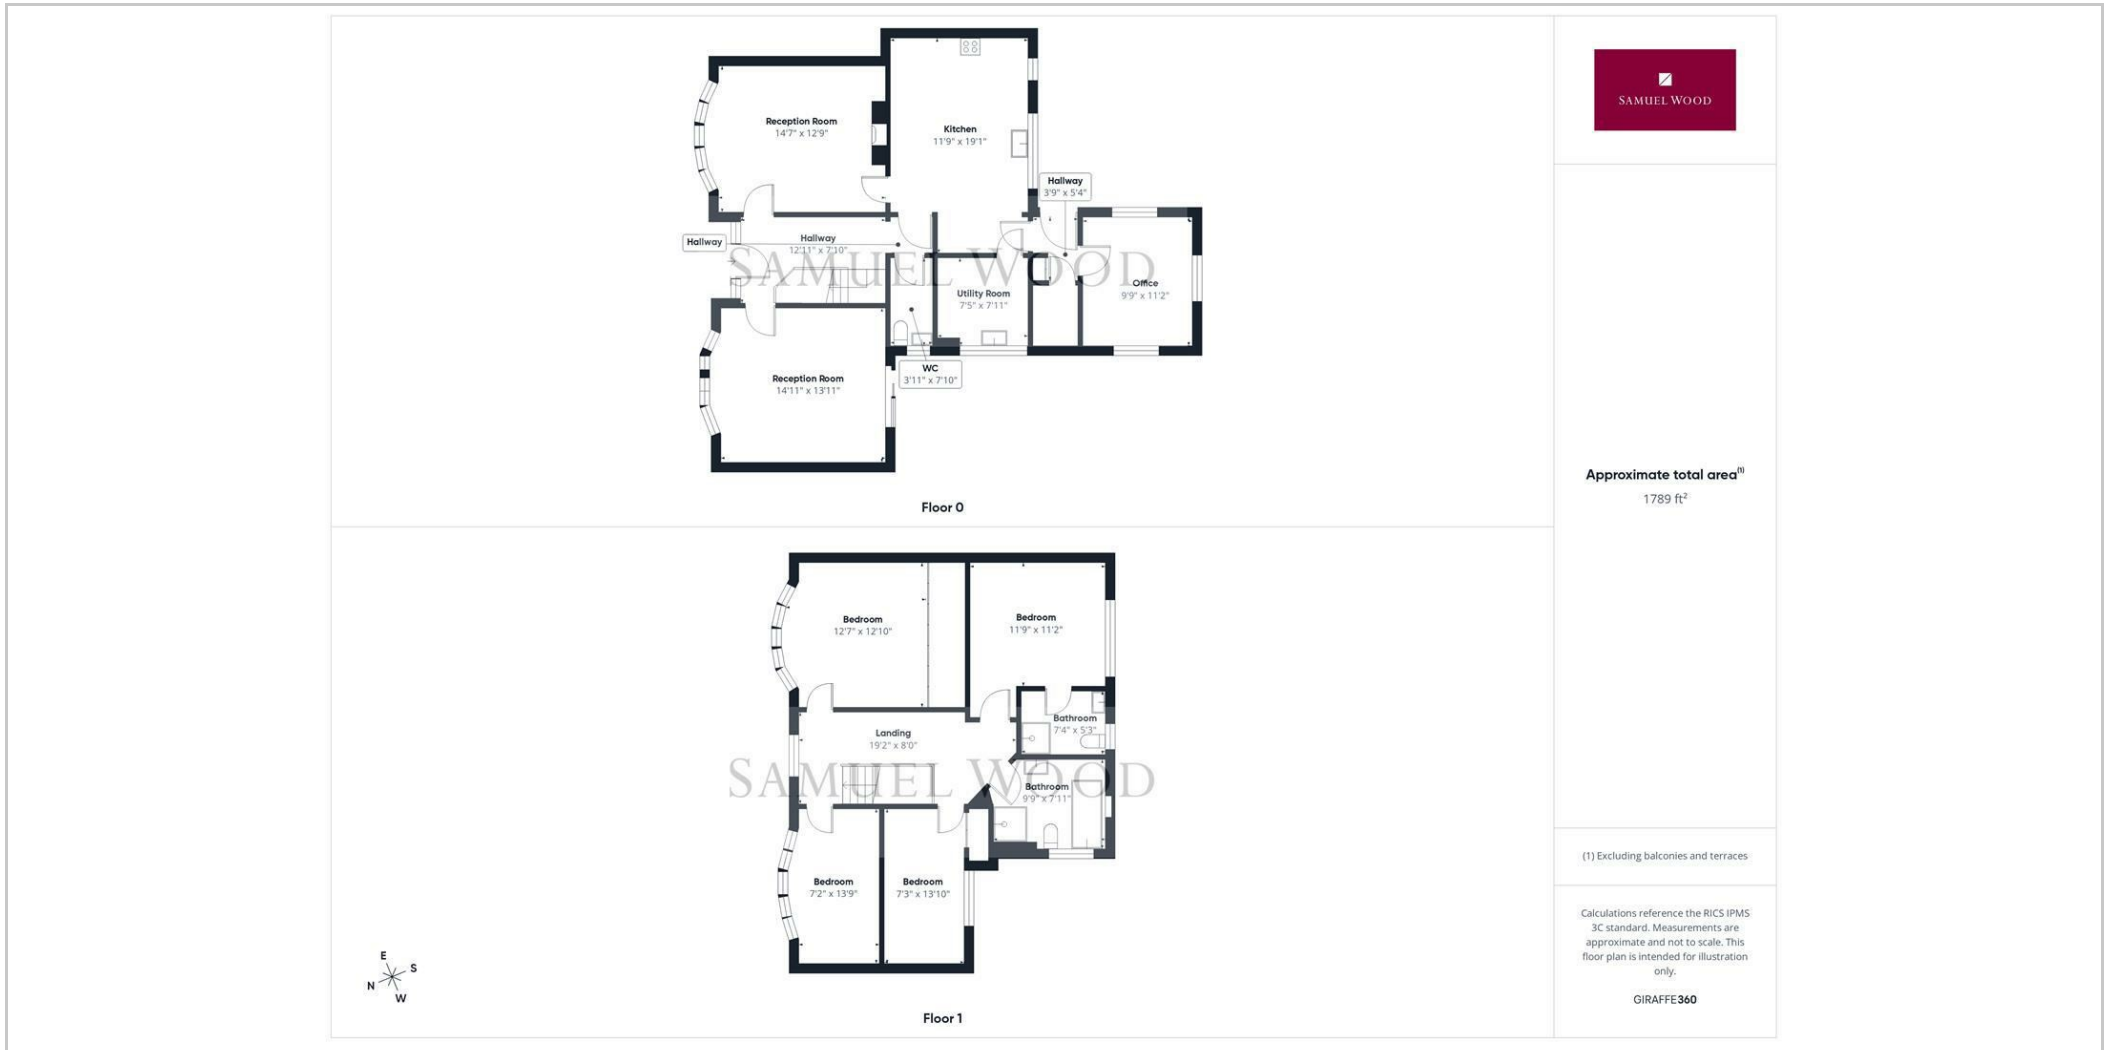 Reception Room
14'7" x 12'9"
Kitchen
11'9" x 19'1"
Hallway
3'9" x 5'4"
Hallway
Hallway
12'11" x 7'10"
SAMUEL WOOD
Office
9'9" x 11'2"
Utility Room
7'5" x 7'11"
WC
3'11" x 7'10"
Reception Room
14'11" x 13'11"
Floor 0
Bedroom
12'7" x 12'10"
Bedroom
11'9" x 11'2"
Bathroom
7'4" x 5'3"
Landing
19'2" x 8'0"
SAMUEL WOOD
Bathroom
9'9" x 7'11"
Bedroom
7'2" x 13'9"
Bedroom
7'3" x 13'10"
E
S
N
W
Floor 1
SAMUEL WOOD
Approximate total area(1)
1789 ft²
(1) Excluding balconies and terraces
Calculations reference the RICS IPMS
3C standard. Measurements are
approximate and not to scale. This
floor plan is intended for illustration
only.
GIRAFFE360